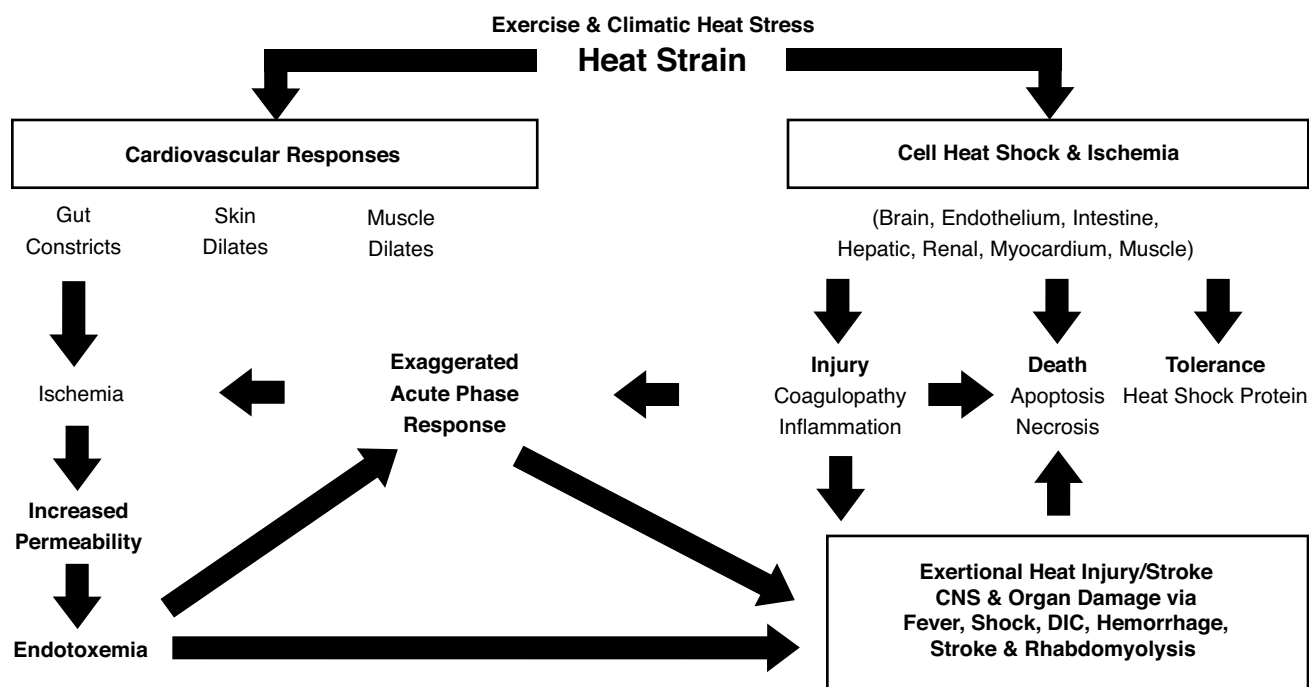 Exercise & Climatic Heat Stress
Heat Strain
Cardiovascular Responses
Cell Heat Shock & Ischemia
Gut
Constricts
Skin
Dilates
Muscle
Dilates
(Brain, Endothelium, Intestine,
Hepatic, Renal, Myocardium, Muscle)
Ischemia
Exaggerated
Acute Phase
Response
Injury
Coagulopathy
Inflammation
Death
Apoptosis
Necrosis
Tolerance
Heat Shock Protein
Increased
Permeability
Endotoxemia
Exertional Heat Injury/Stroke
CNS & Organ Damage via
Fever, Shock, DIC, Hemorrhage,
Stroke & Rhabdomyolysis